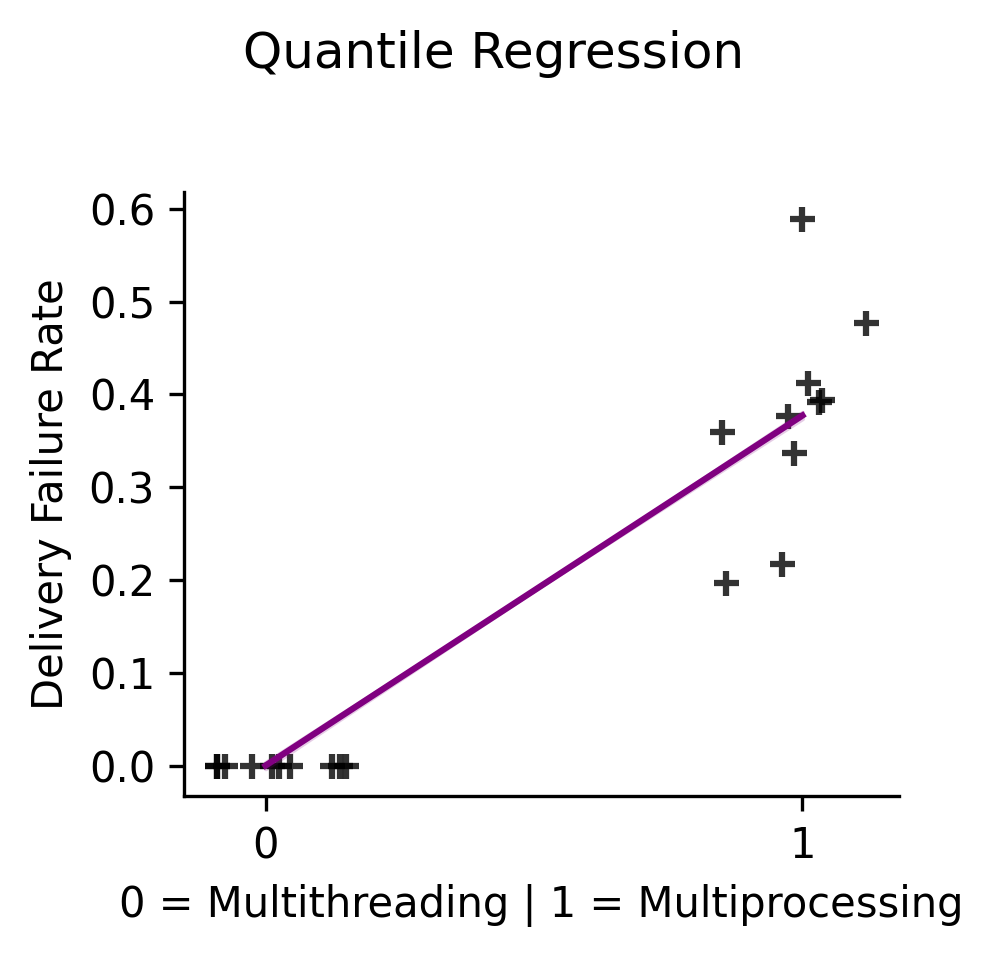 Quantile Regression
Delivery Failure Rate
0.6
0.5
0.4
0.3
0.2
0.1
0.0
0 1
0 = Multithreading | 1 = Multiprocessing